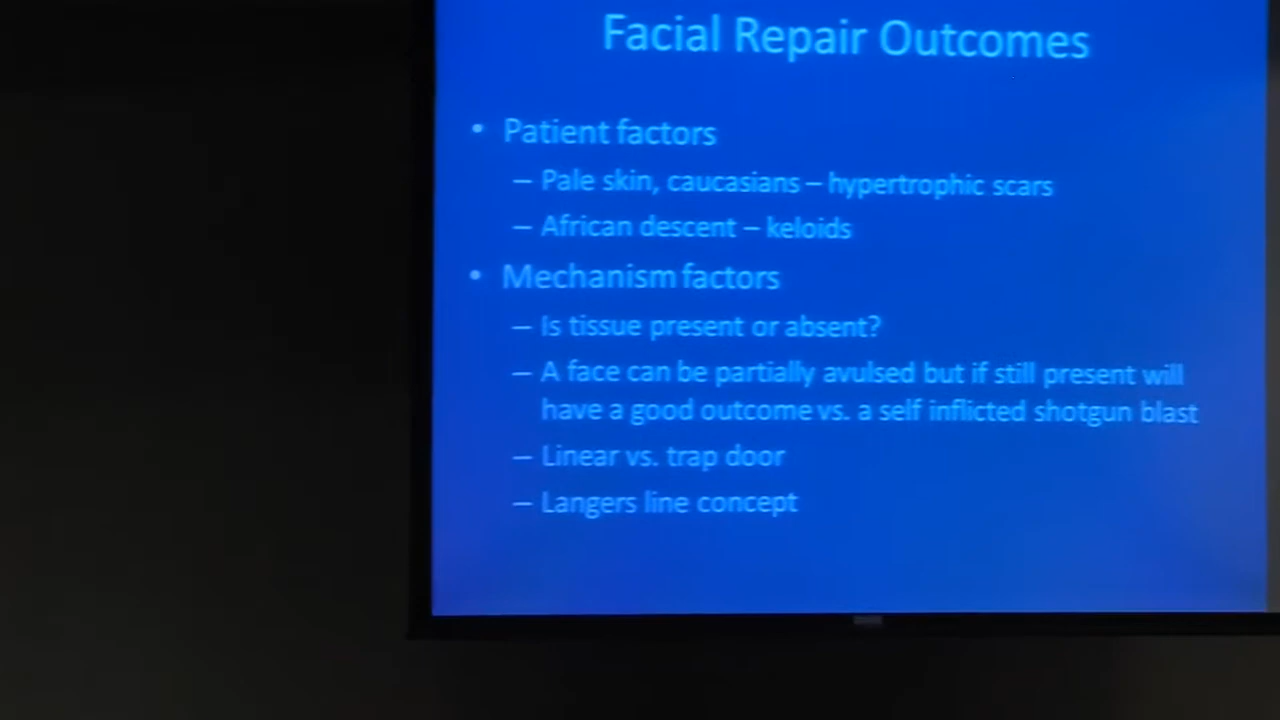 Facial Repair Outcomes
• Patient factors
– Pale skin, caucasians – hypertrophic scars
– African descent – keloids
• Mechanism factors
– Is tissue present or absent?
– A face can be partially avulsed but if still present will
have a good outcome vs. a self inflicted shotgun blast
– Linear vs. trap door
– Langers line concept